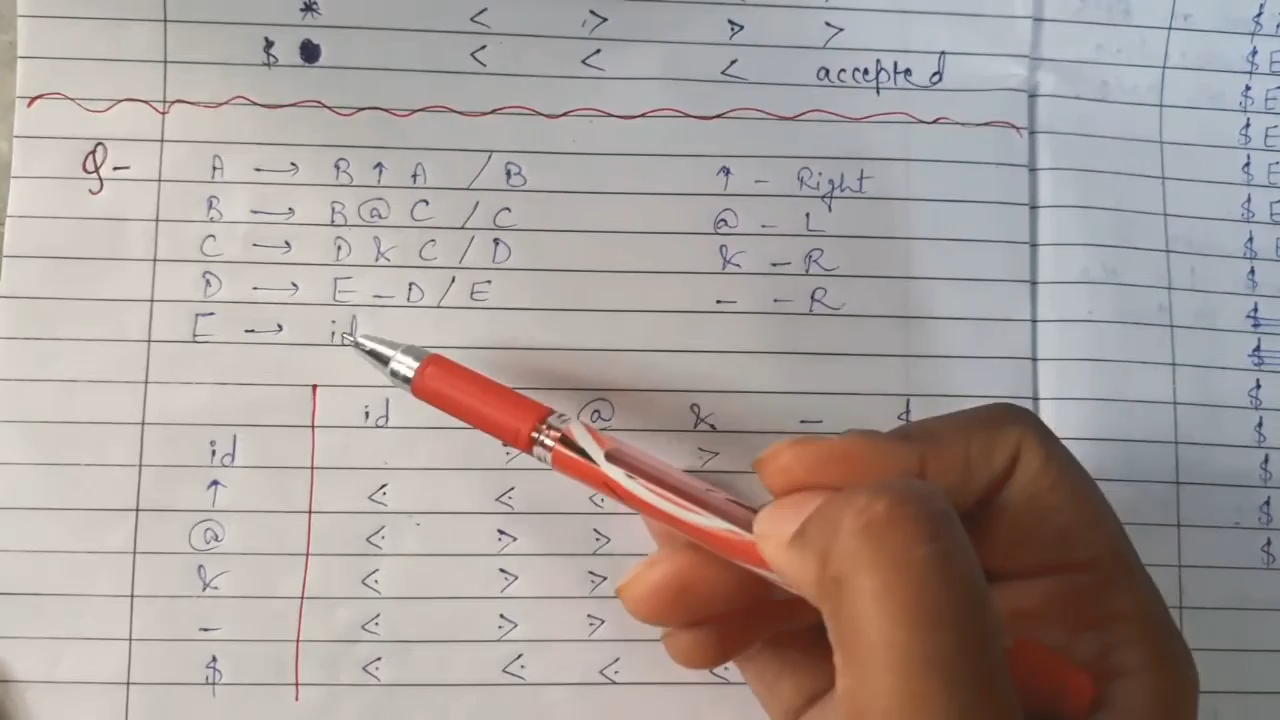 * < .> > >
$ < < < accepted
Q- A → B ↑ A / B ↑ - Right
B → B @ C / C @ - L
C → D & C / D & - R
D → E - D / E - - R
E → id
id @ & - $
id ⋗ ⋗
↑ ⋖ ⋖ ⋖
@ ⋖ ⋗ ⋗
& ⋖ ⋗ ⋗
- ⋖ ⋗ ⋗
$ ⋖ ⋖ ⋖ ⋖
$
$ E
$ E
$ E
$ E
$ E
$ E
$
$
$
$
$
$
$
$